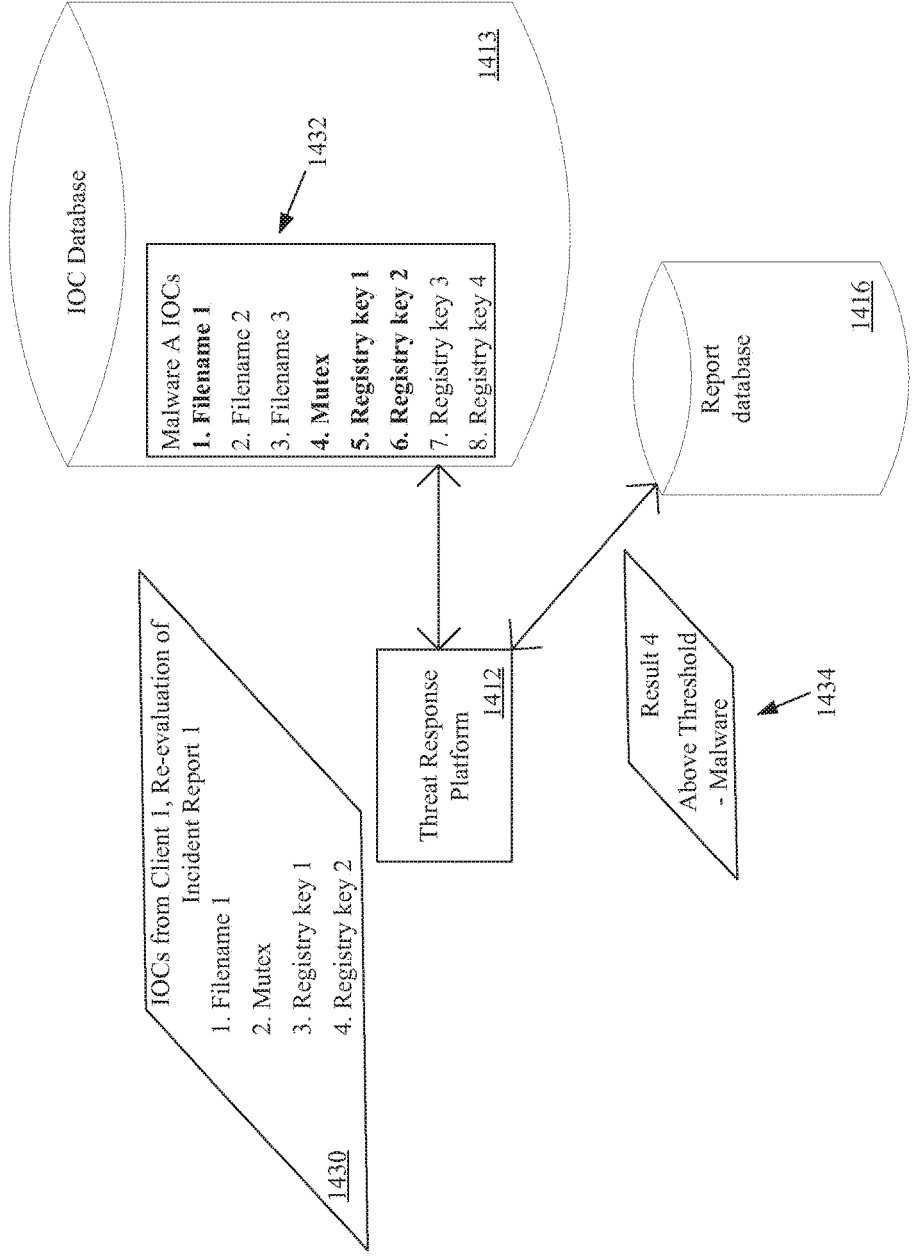 IOCs from Client 1, Re-evaluation of
Incident Report 1
1. Filename 1
2. Mutex
3. Registry key 1
4. Registry key 2
1430
Threat Response
Platform
1412
Result 4
Above Threshold
- Malware
1434
IOC Database
Malware A IOCs
1. Filename 1
2. Filename 2
3. Filename 3
4. Mutex
5. Registry key 1
6. Registry key 2
7. Registry key 3
8. Registry key 4
1432
1413
Report
database
1416